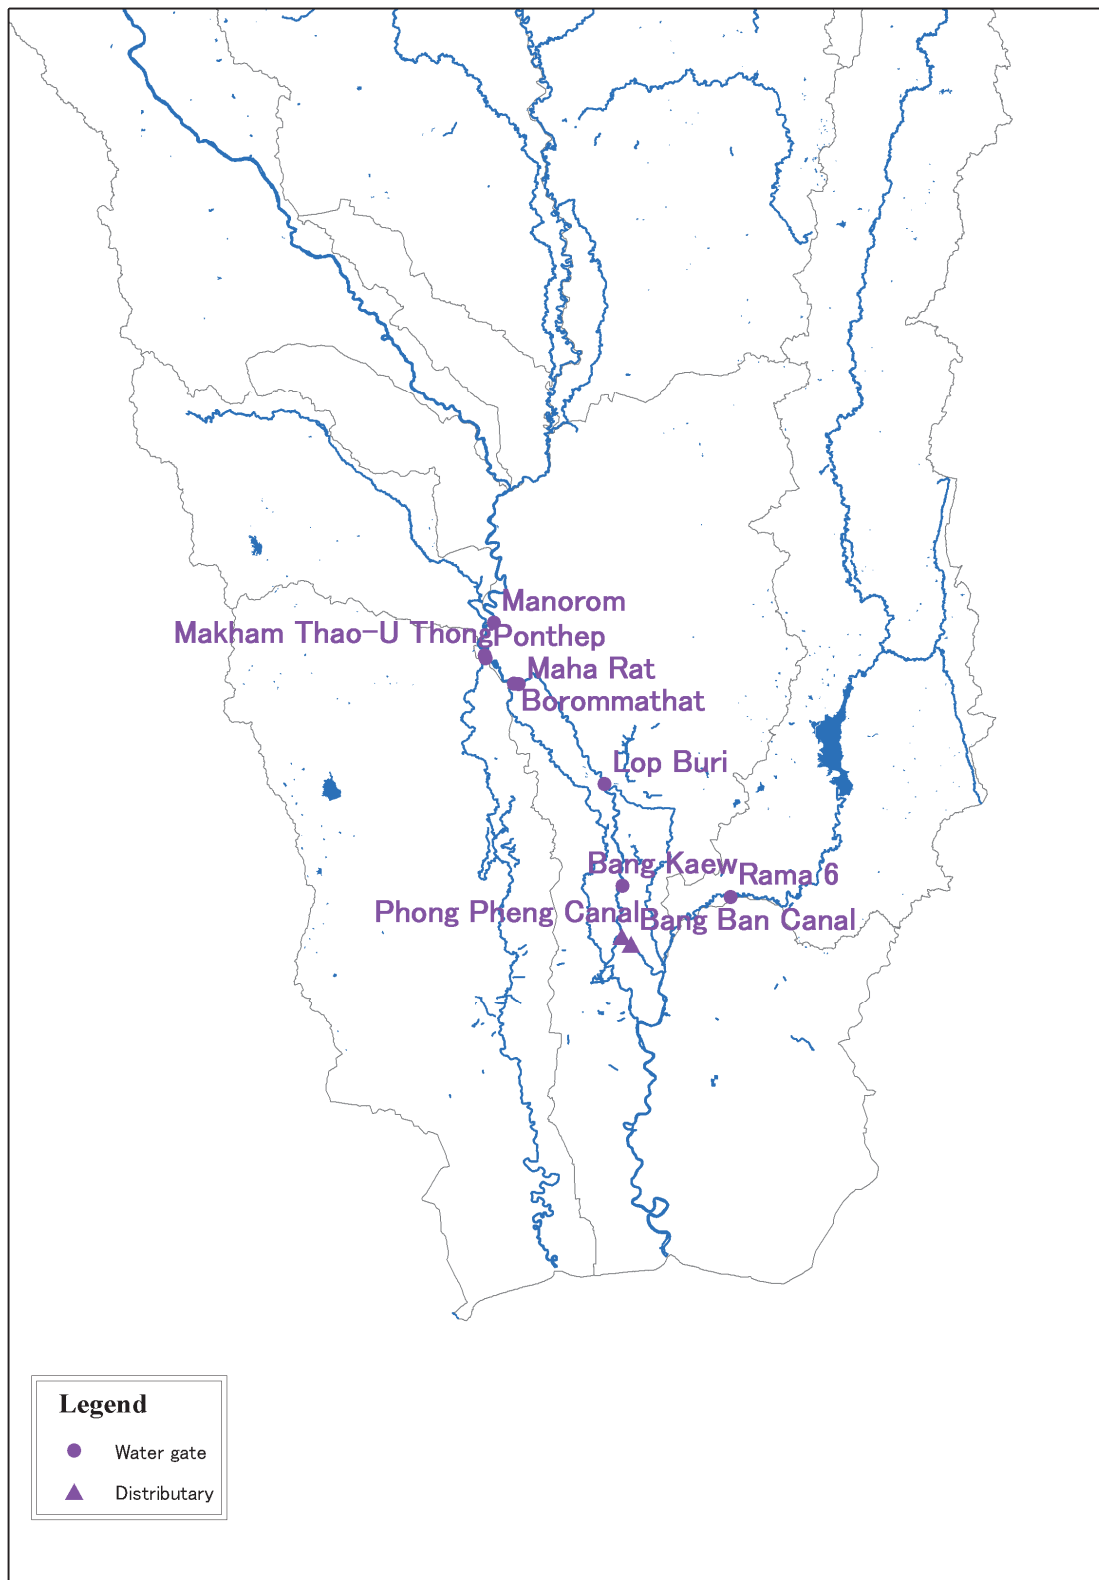 Manorom
Makham Thao-U Thong
Ponthep
Maha Rat
Borommathat
Lop Buri
Bang Kaew
Rama 6
Phong Pheng Canal
Bang Ban Canal
Legend
Water gate
Distributary